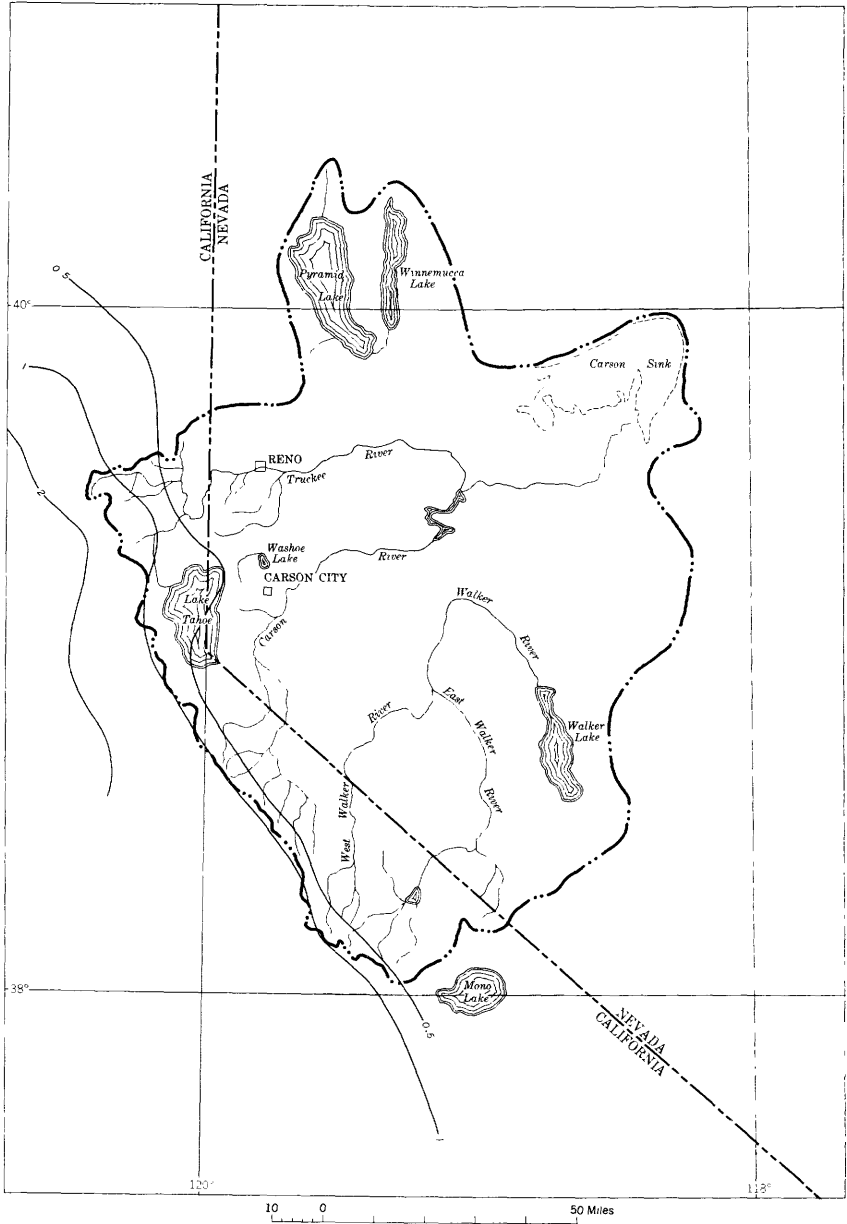 CALIFORNIA
NEVADA
0.5
Pyramid
Lake
Winnemucca
Lake
40°
1
Carson Sink
2
RENO
Truckee
River
Washoe
Lake
River
CARSON CITY
Lake
Tahoe
Carson
Walker
River
River
East
Walker
River
Walker
Lake
Walker
West
38°
Mono
Lake
0.5
NEVADA
CALIFORNIA
1
120°
118°
10 0 50 Miles